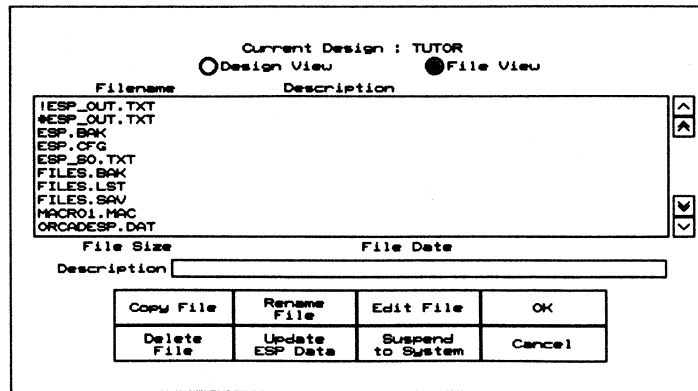 Current Design : TUTOR
Design View File View
Filename Description
!ESP_OUT.TXT
#ESP_OUT.TXT
ESP.BAK
ESP.CFG
ESP_SO.TXT
FILES.BAK
FILES.LST
FILES.SAV
MACRO1.MAC
ORCADESP.DAT
File Size File Date
Description
Copy File Rename File Edit File OK
Delete File Update ESP Data Suspend to System Cancel